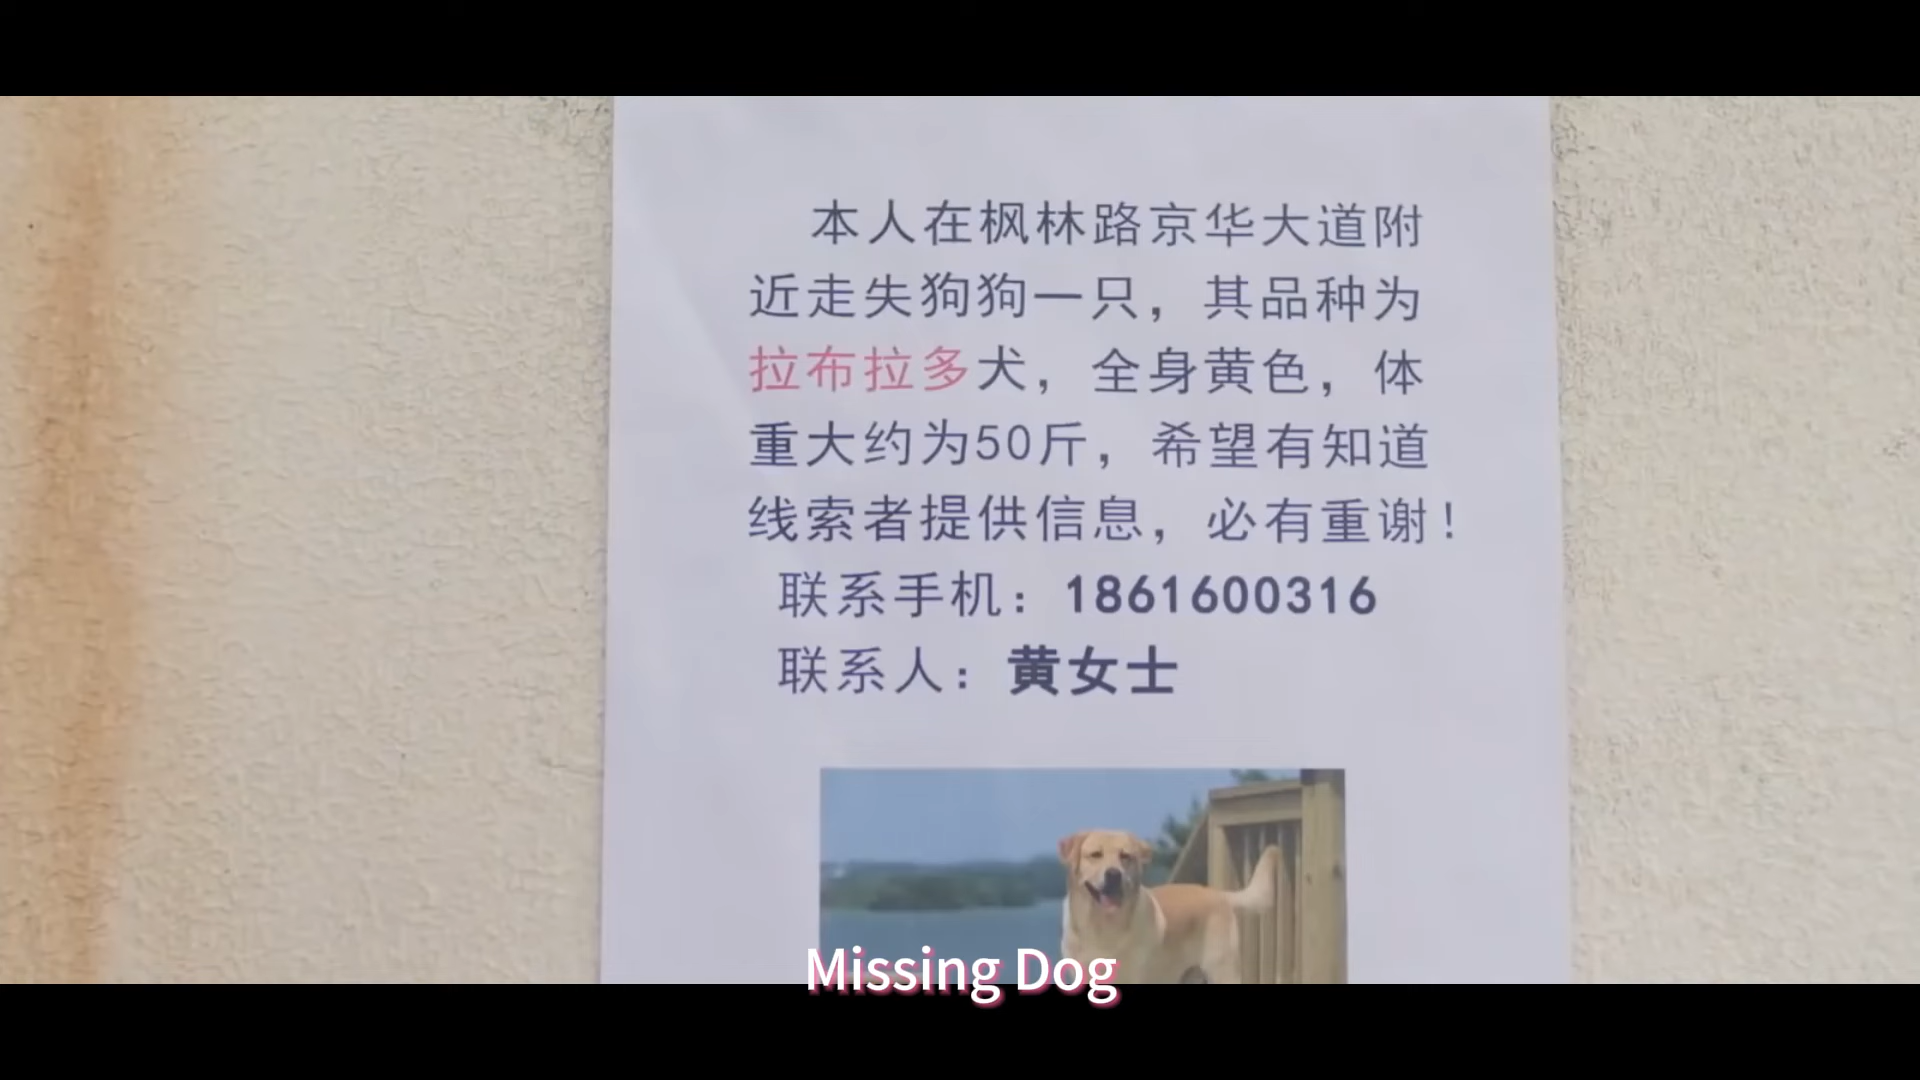 本人在枫林路京华大道附
近走失狗狗一只，其品种为
拉布拉多犬，全身黄色，体
重大约为50斤，希望有知道
线索者提供信息，必有重谢！
联系手机：1861600316
联系人：黄女士
Missing Dog